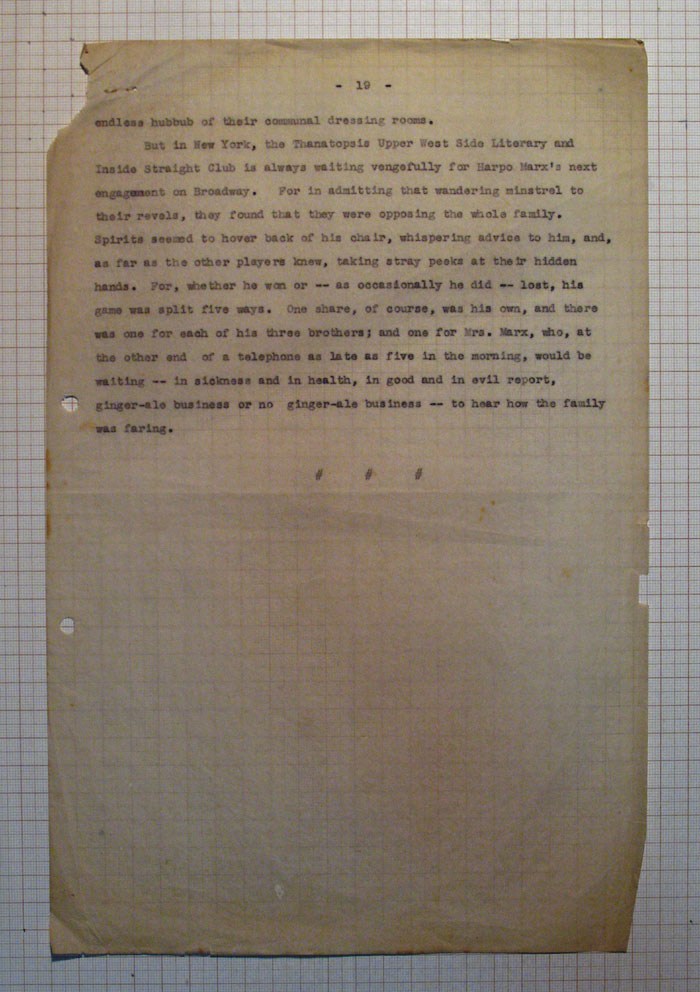 - 19 -
endless hubbub of their communal dressing rooms.
But in New York, the Thanatopsis Upper West Side Literary and
Inside Straight Club is always waiting vengefully for Harpo Marx's next
engagement on Broadway. For in admitting that wandering minstrel to
their revels, they found that they were opposing the whole family.
Spirits seemed to hover back of his chair, whispering advice to him, and,
as far as the other players knew, taking stray peeks at their hidden
hands. For, whether he won or -- as occasionally he did -- lost, his
game was split five ways. One share, of course, was his own, and there
was one for each of his three brothers; and one for Mrs. Marx, who, at
the other end of a telephone as late as five in the morning, would be
waiting -- in sickness and in health, in good and in evil report,
ginger-ale business or no ginger-ale business -- to hear how the family
was faring.
# # #